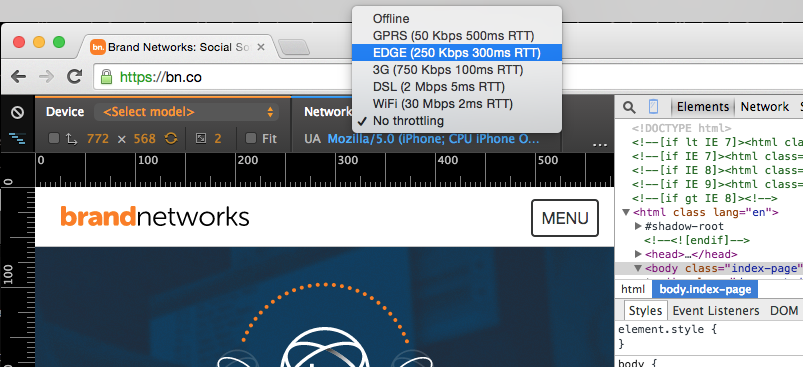 Offline
GPRS (50 Kbps 500ms RTT)
EDGE (250 Kbps 300ms RTT)
3G (750 Kbps 100ms RTT)
DSL (2 Mbps 5ms RTT)
WiFi (30 Mbps 2ms RTT)
✓ No throttling
bn. Brand Networks: Social So
https://bn.co
Device <Select model> Network
772 x 568 2 Fit UA Mozilla/5.0 (iPhone; CPU iPhone O... ...
0 100 200 300 400 500
0
100
brandnetworks MENU
Elements Network
<!DOCTYPE html>
<!--[if lt IE 7]><html class=
<!--[if IE 7]><html class=
<!--[if IE 8]><html class=
<!--[if IE 9]><html class=
<!--[if gt IE 8]><!-->
<html class lang="en">
#shadow-root
<!--<![endif]-->
<head>…</head>
<body class="index-page"
html body.index-page
Styles Event Listeners DOM
element.style {
}
body {